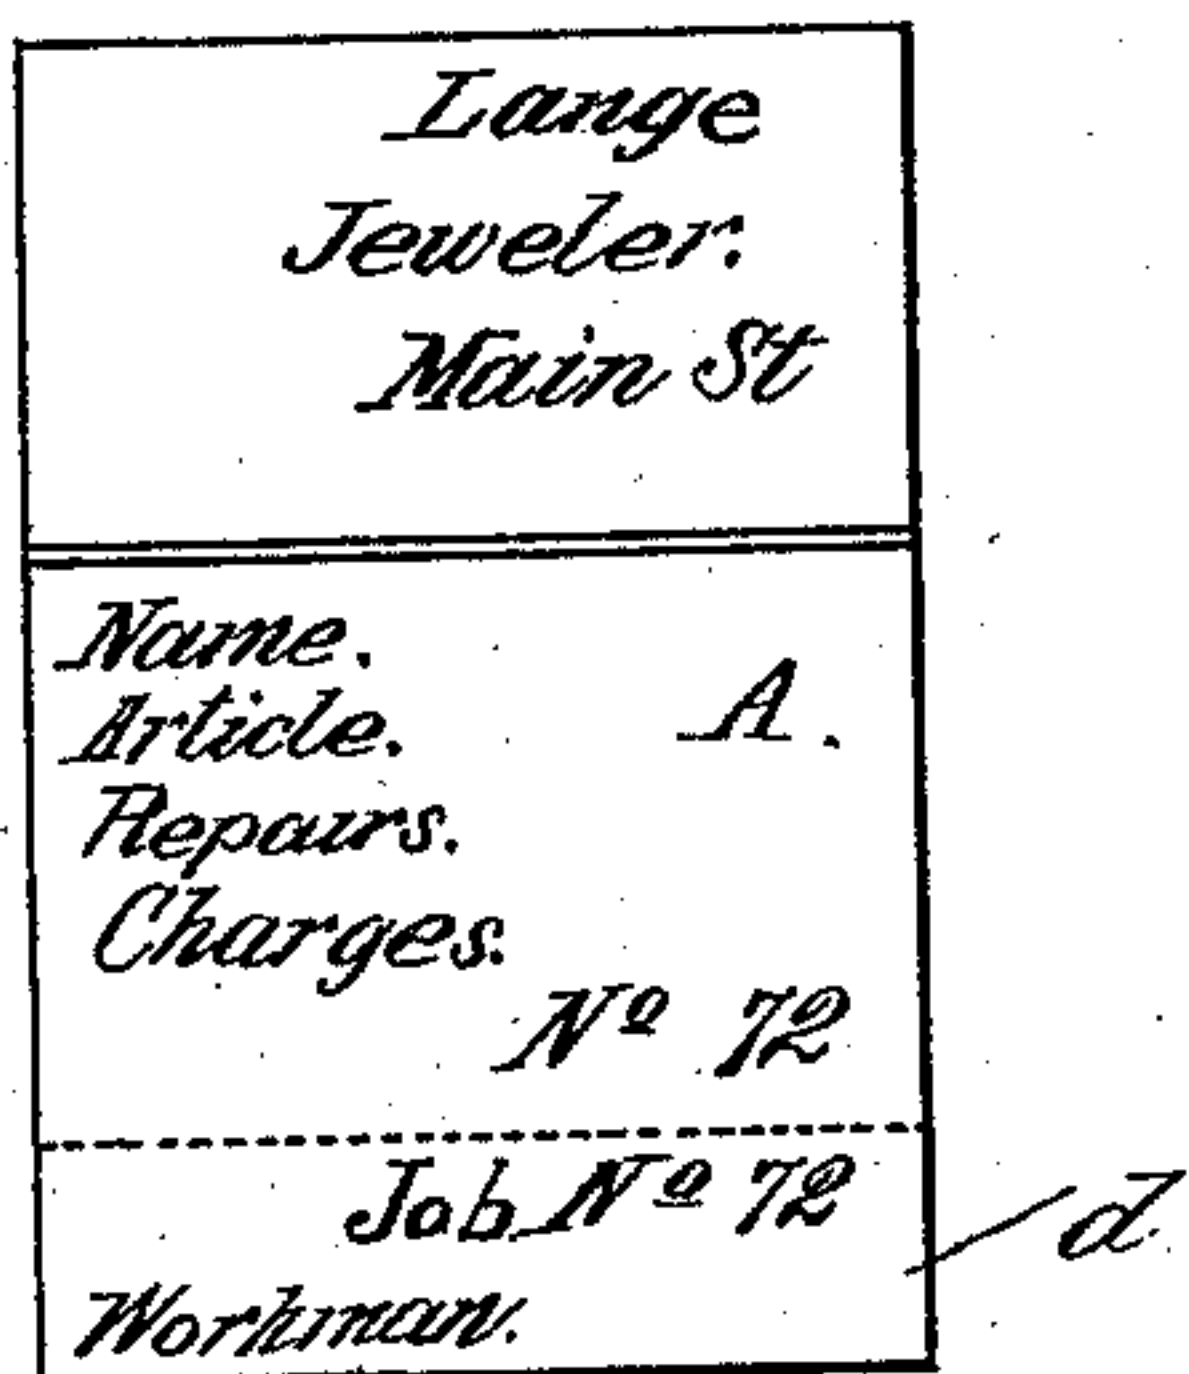 Lange
Jeweler.
Main St
Name.
Article. A.
Repairs.
Charges.
Nº 72
Job Nº 72
d.
Workman.